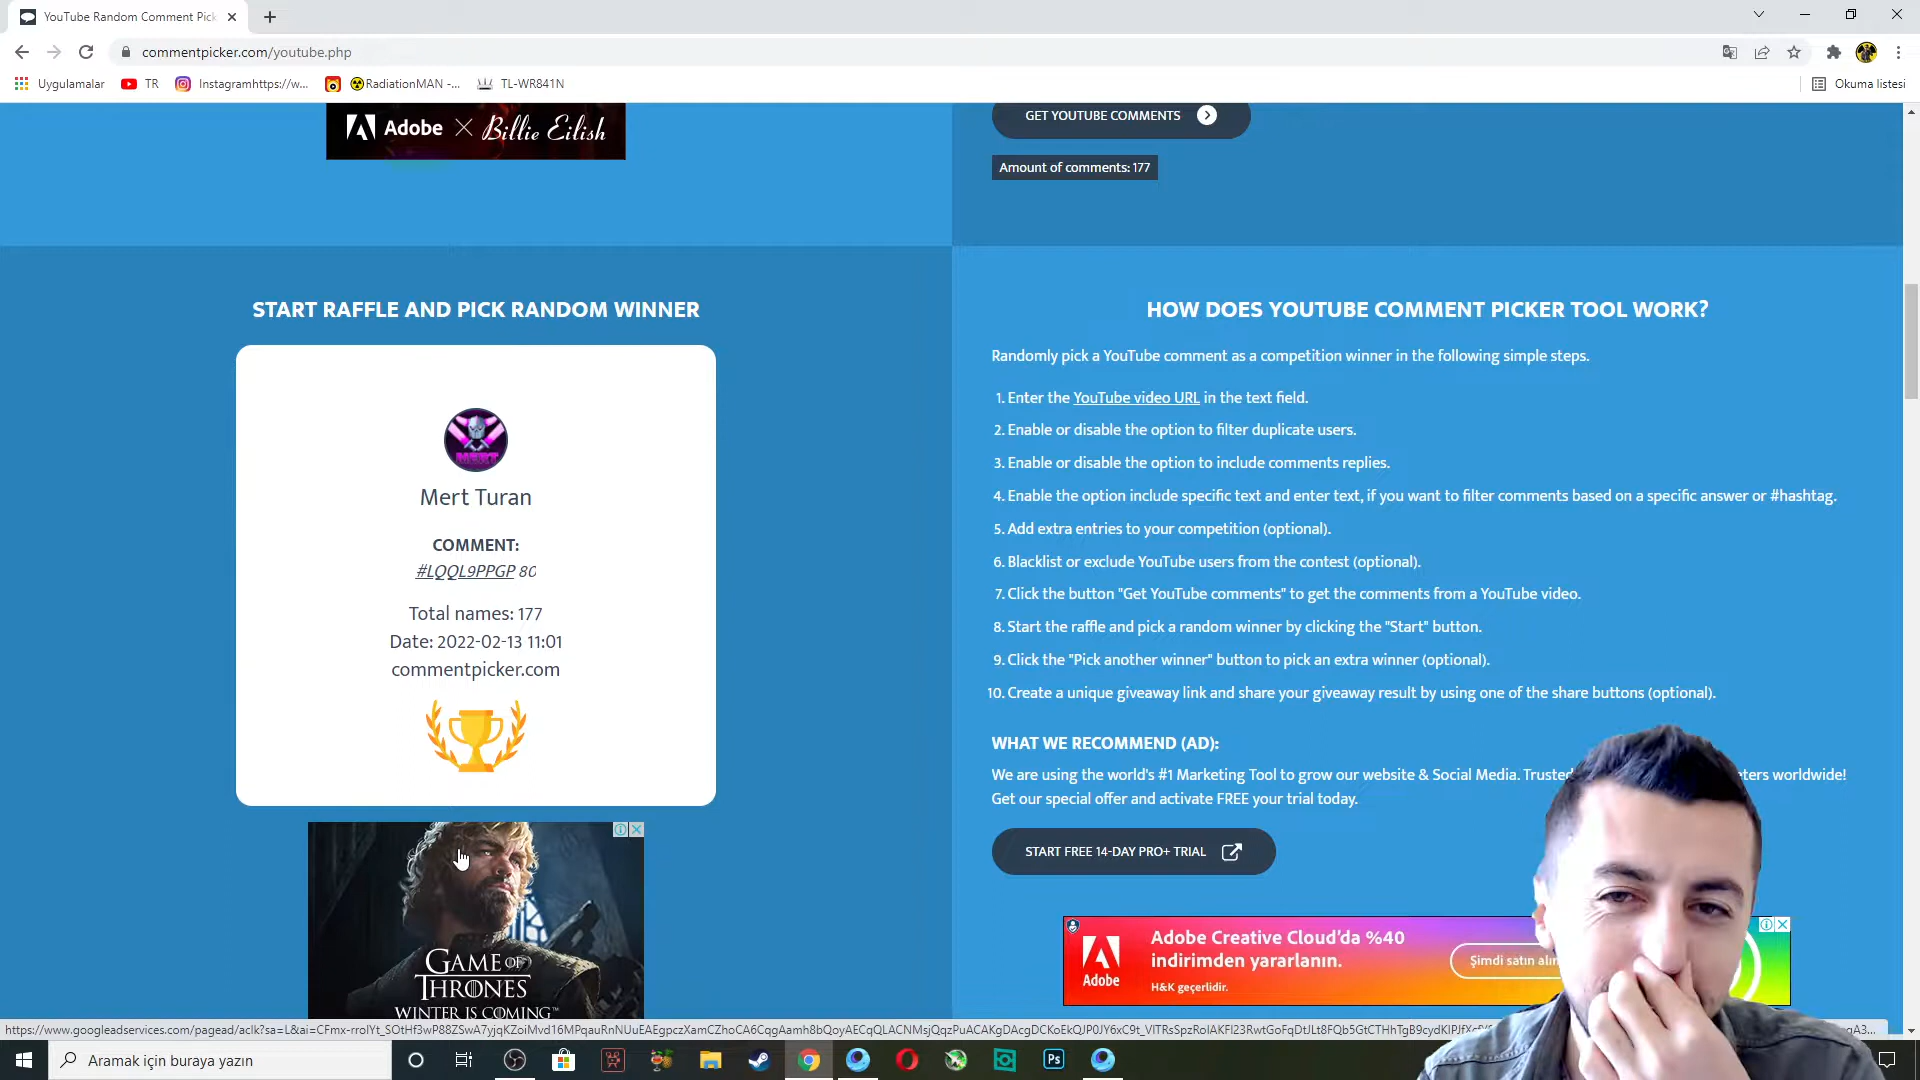 YouTube Random Comment Pick
commentpicker.com/youtube.php
Uygulamalar
TR
Instagramhttps://w...
RadiationMAN -...
TL-WR841N
Okuma listesi
Adobe × Billie Eilish
GET YOUTUBE COMMENTS
Amount of comments: 177
START RAFFLE AND PICK RANDOM WINNER
MERT
Mert Turan
COMMENT:
#LQQL9PPGP 80
Total names: 177
Date: 2022-02-13 11:01
commentpicker.com
GAME OF
THRONES
WINTER IS COMING™
HOW DOES YOUTUBE COMMENT PICKER TOOL WORK?
Randomly pick a YouTube comment as a competition winner in the following simple steps.
1. Enter the YouTube video URL in the text field.
2. Enable or disable the option to filter duplicate users.
3. Enable or disable the option to include comments replies.
4. Enable the option include specific text and enter text, if you want to filter comments based on a specific answer or #hashtag.
5. Add extra entries to your competition (optional).
6. Blacklist or exclude YouTube users from the contest (optional).
7. Click the button "Get YouTube comments" to get the comments from a YouTube video.
8. Start the raffle and pick a random winner by clicking the "Start" button.
9. Click the "Pick another winner" button to pick an extra winner (optional).
10. Create a unique giveaway link and share your giveaway result by using one of the share buttons (optional).
WHAT WE RECOMMEND (AD):
We are using the world's #1 Marketing Tool to grow our website & Social Media. Trusted eters worldwide!
Get our special offer and activate FREE your trial today.
START FREE 14-DAY PRO+ TRIAL
Adobe
Adobe Creative Cloud'da %40
indirimden yararlanın.
H&K geçerlidir.
Şimdi satın alın
Aramak için buraya yazın
Ps